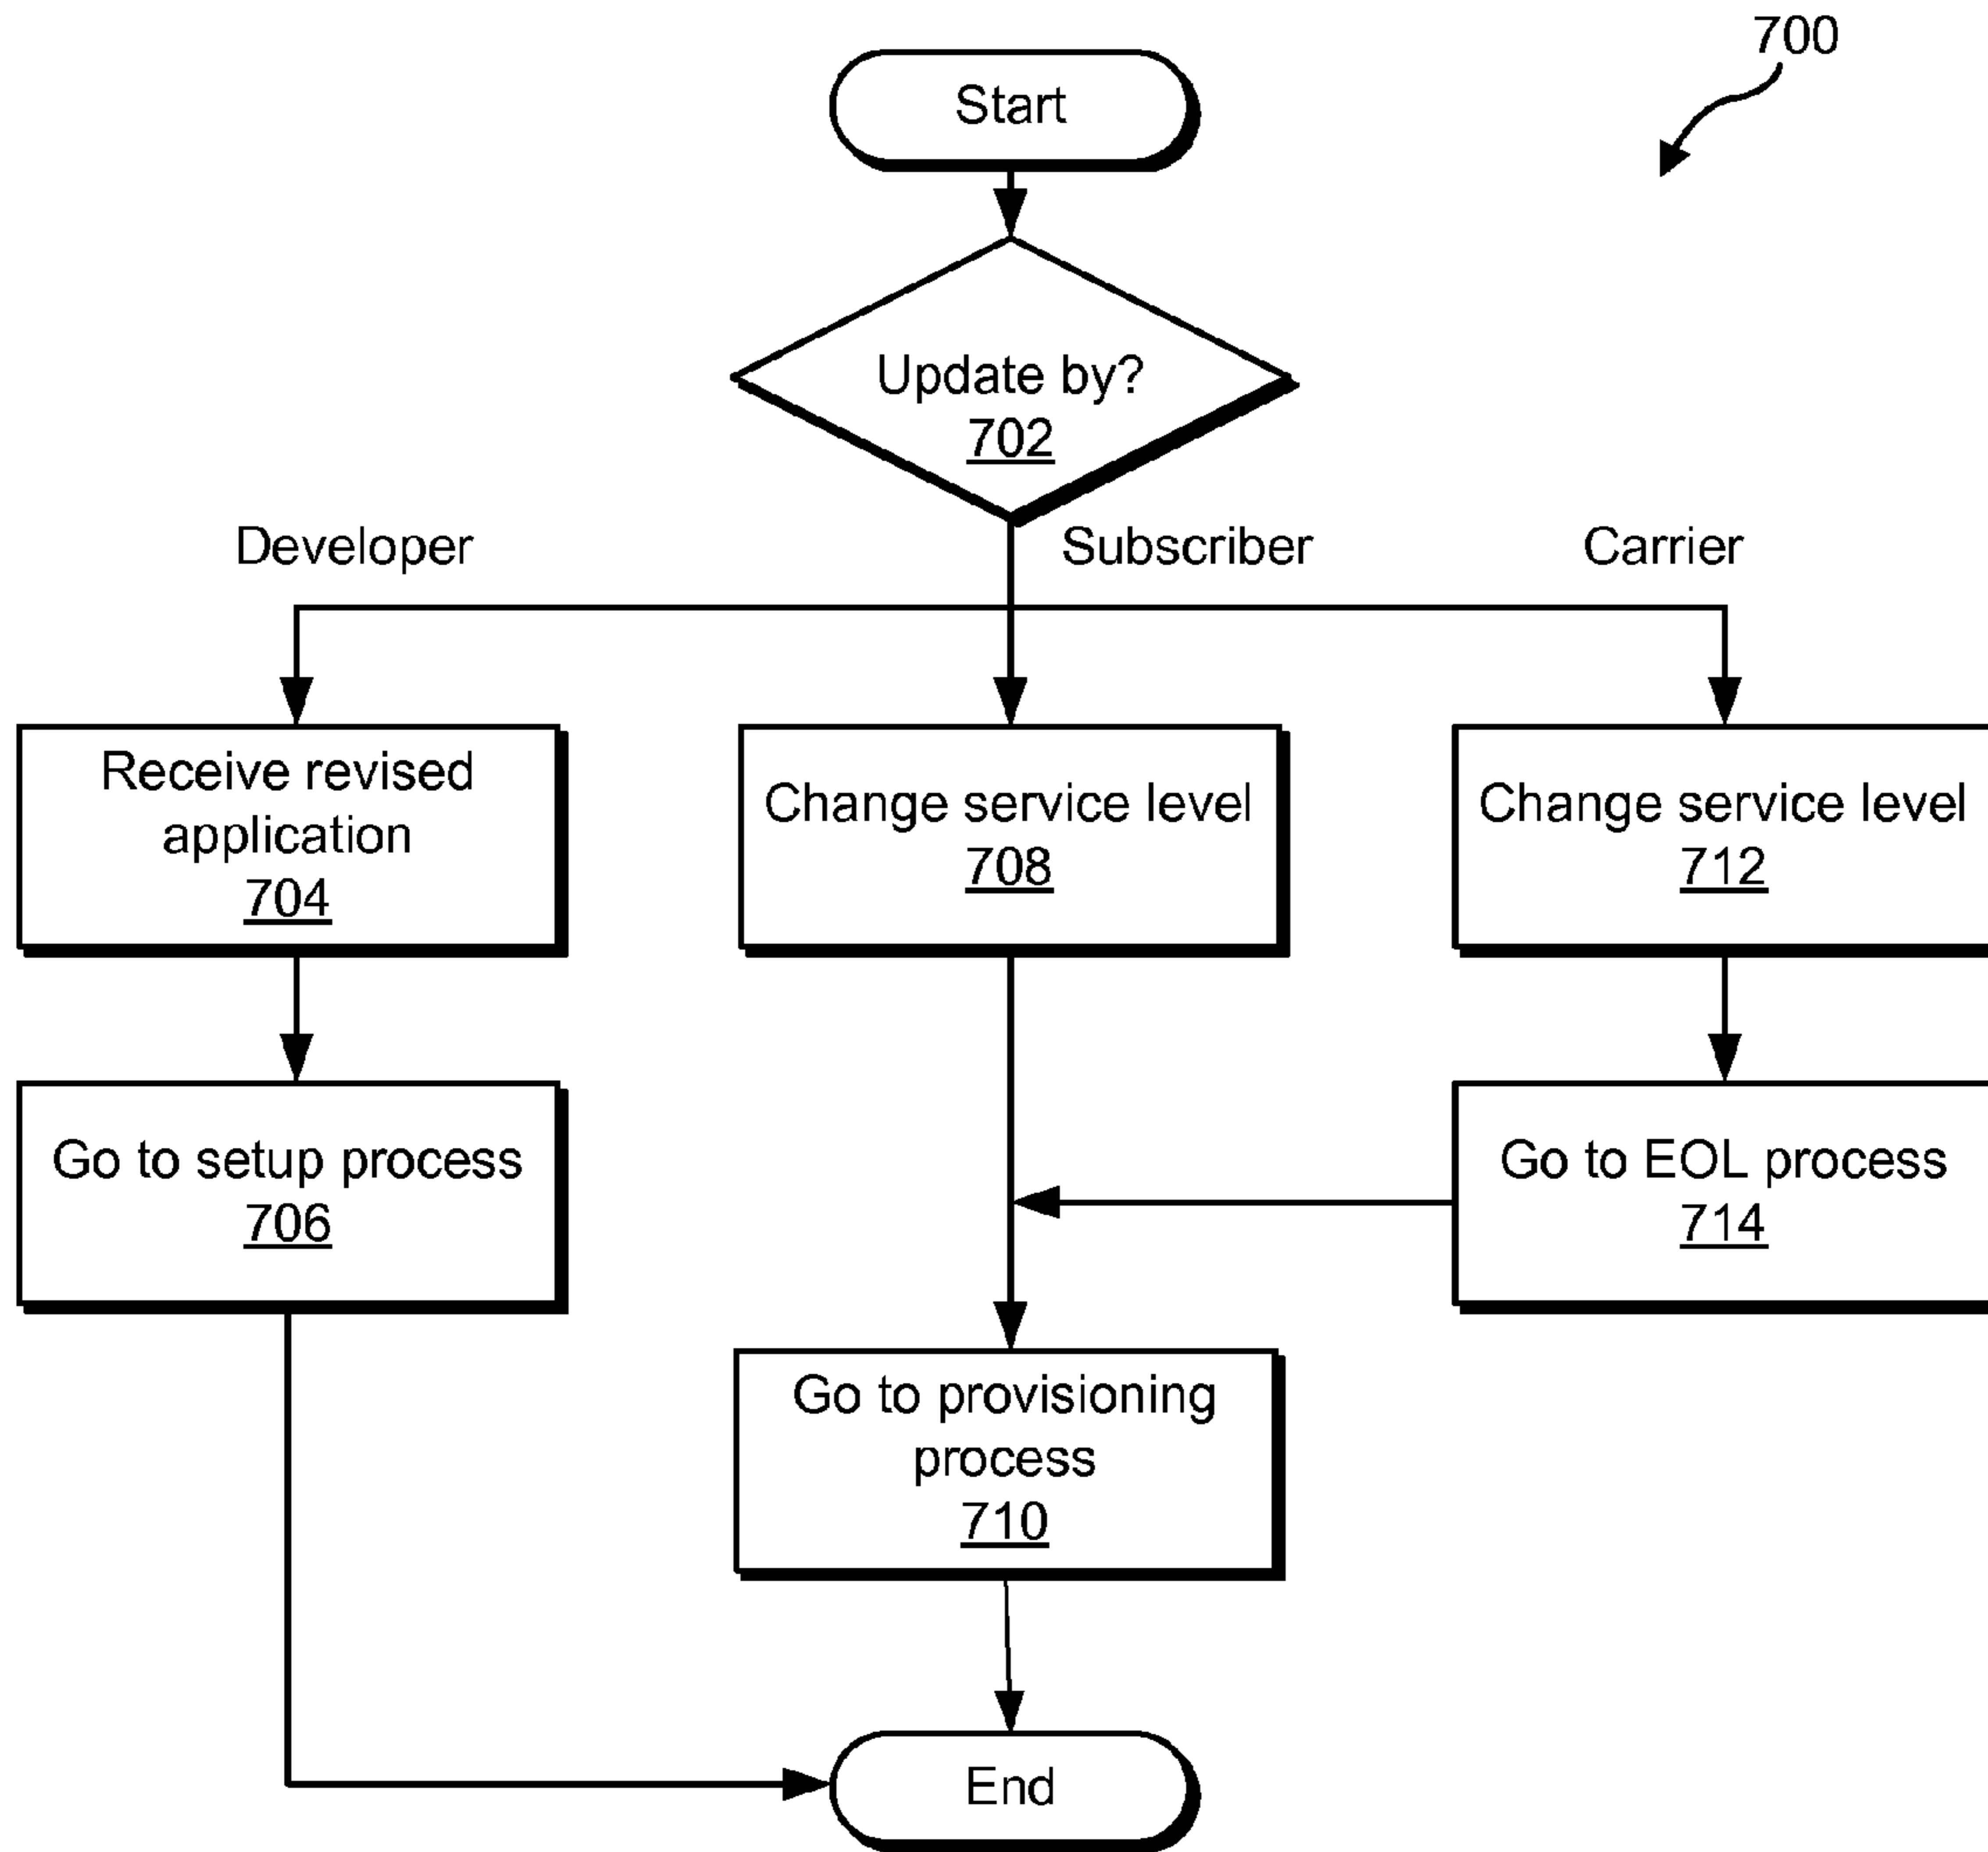 700
Start
Update by?
702
Developer
Subscriber
Carrier
Receive revised
application
704
Change service level
708
Change service level
712
Go to setup process
706
Go to EOL process
714
Go to provisioning
process
710
End